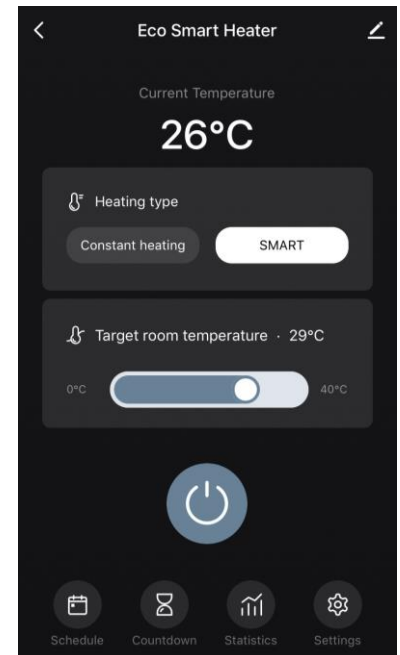 Eco Smart Heater
Current Temperature
26°C
Heating type
Constant heating SMART
Target room temperature · 29°C
0°C 40°C
Schedule Countdown Statistics Settings